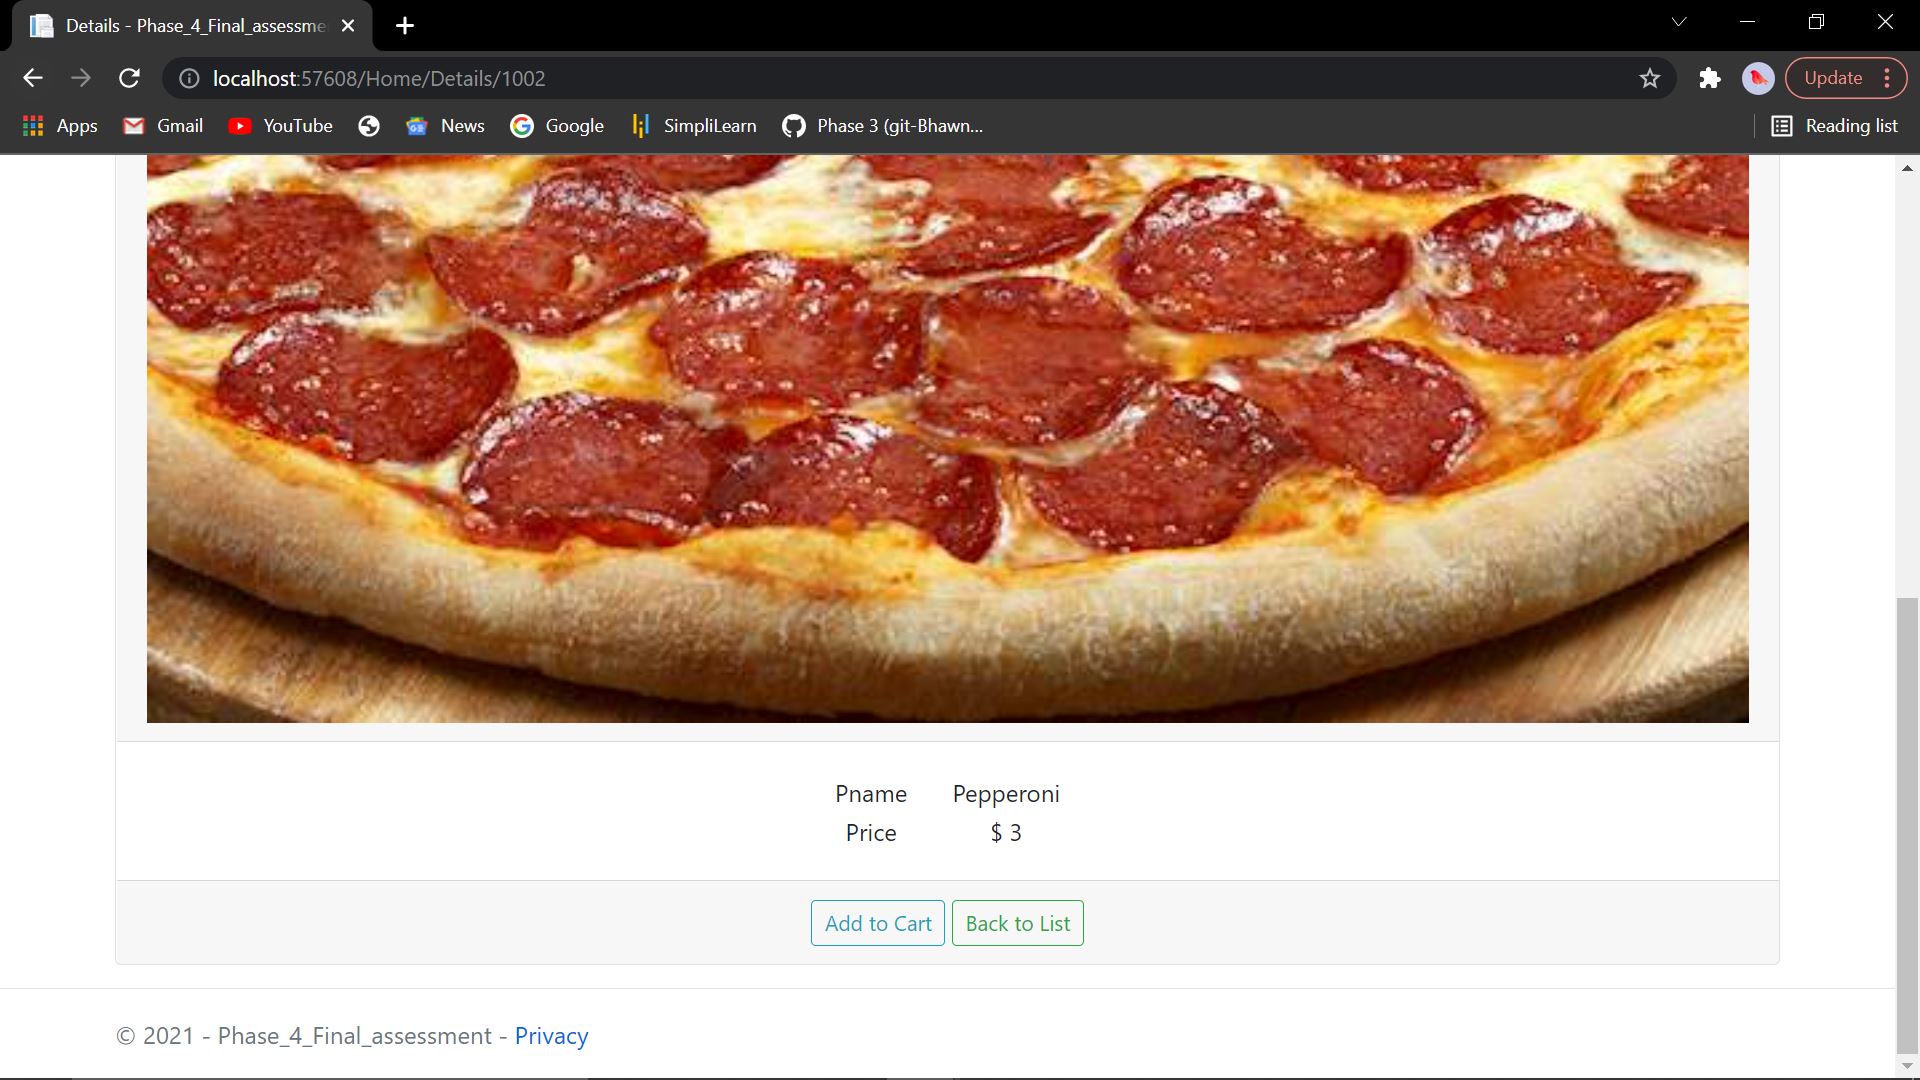 Details - Phase_4_Final_assessme
localhost:57608/Home/Details/1002
Update
Apps
Gmail
YouTube
News
Google
SimpliLearn
Phase 3 (git-Bhawn...
Reading list
Pname Pepperoni
Price $ 3
Add to Cart Back to List
© 2021 - Phase_4_Final_assessment - Privacy